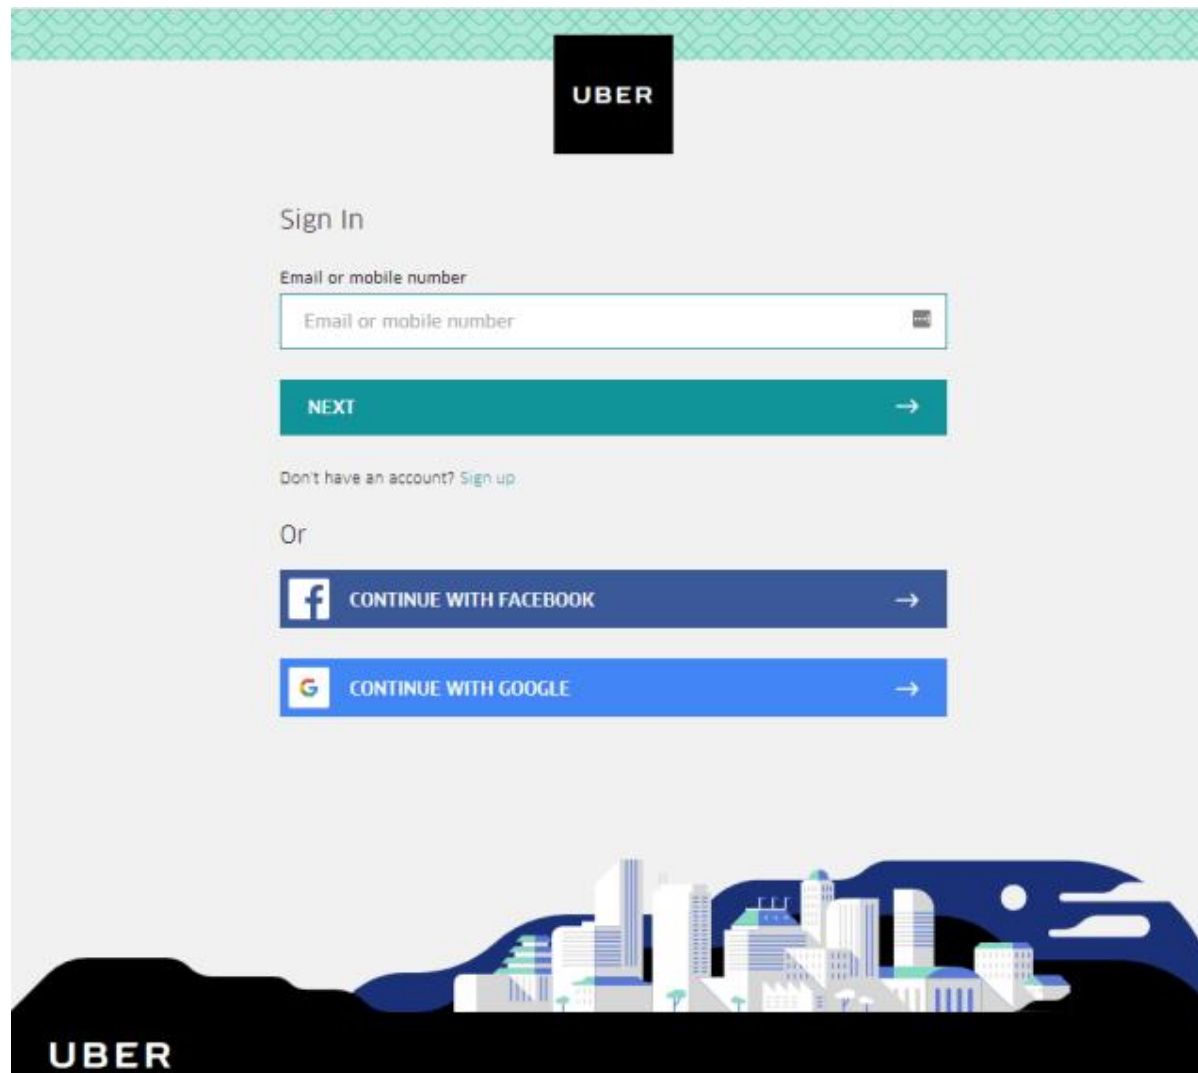 UBER
Sign In
Email or mobile number
Email or mobile number
NEXT
Don't have an account? Sign up
Or
CONTINUE WITH FACEBOOK
CONTINUE WITH GOOGLE
UBER